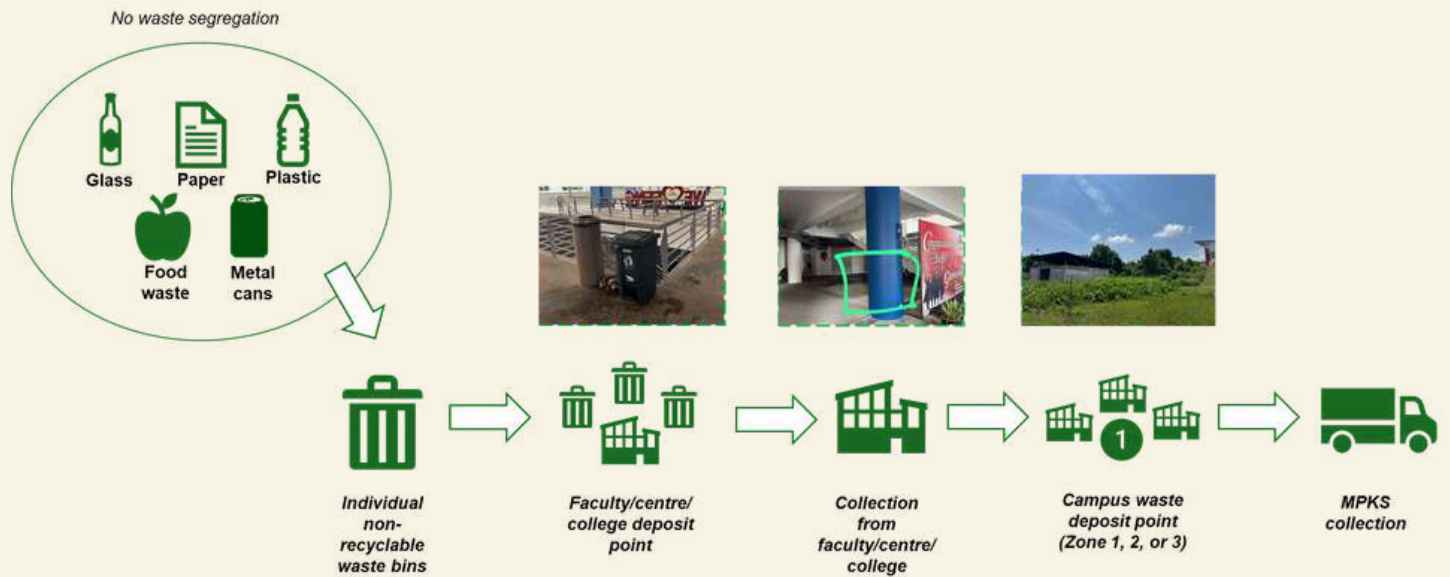 No waste segregation
Glass
Paper
Plastic
Food
waste
Metal
cans
1
Individual
non-
recyclable
waste bins
Faculty/centre/
college deposit
point
Collection
from
faculty/centre/
college
Campus waste
deposit point
(Zone 1, 2, or 3)
MPKS
collection